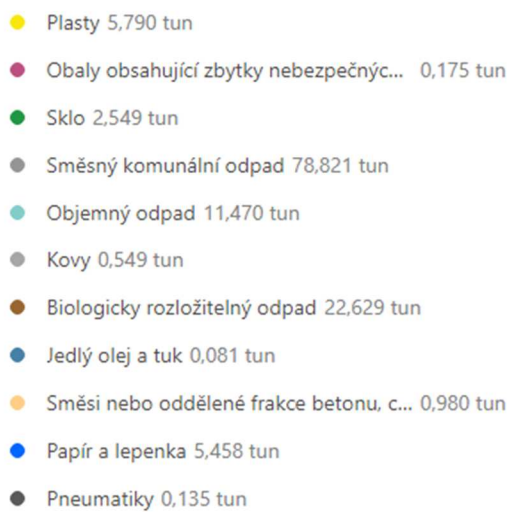 Plasty 5,790 tun
Obaly obsahující zbytky nebezpečnýc... 0,175 tun
Sklo 2,549 tun
Směsný komunální odpad 78,821 tun
Objemný odpad 11,470 tun
Kovy 0,549 tun
Biologicky rozložitelný odpad 22,629 tun
Jedlý olej a tuk 0,081 tun
Směsi nebo oddělené frakce betonu, c... 0,980 tun
Papír a lepenka 5,458 tun
Pneumatiky 0,135 tun